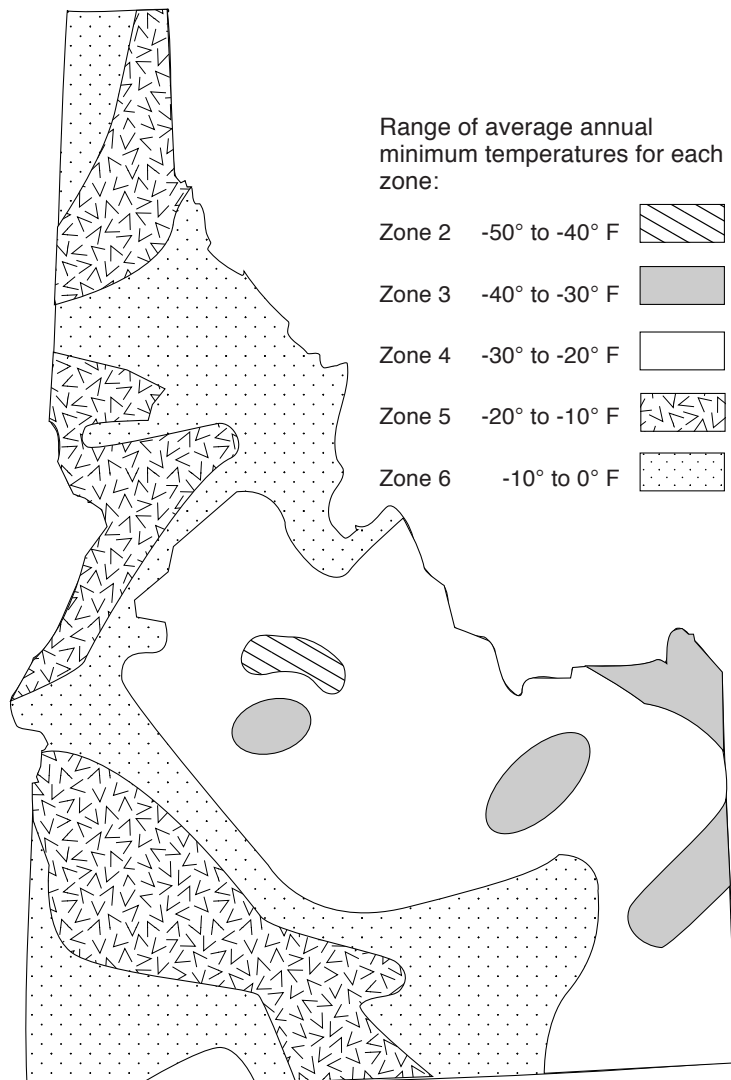 Range of average annual
minimum temperatures for each
zone:
Zone 2 -50° to -40° F
Zone 3 -40° to -30° F
Zone 4 -30° to -20° F
Zone 5 -20° to -10° F
Zone 6 -10° to 0° F